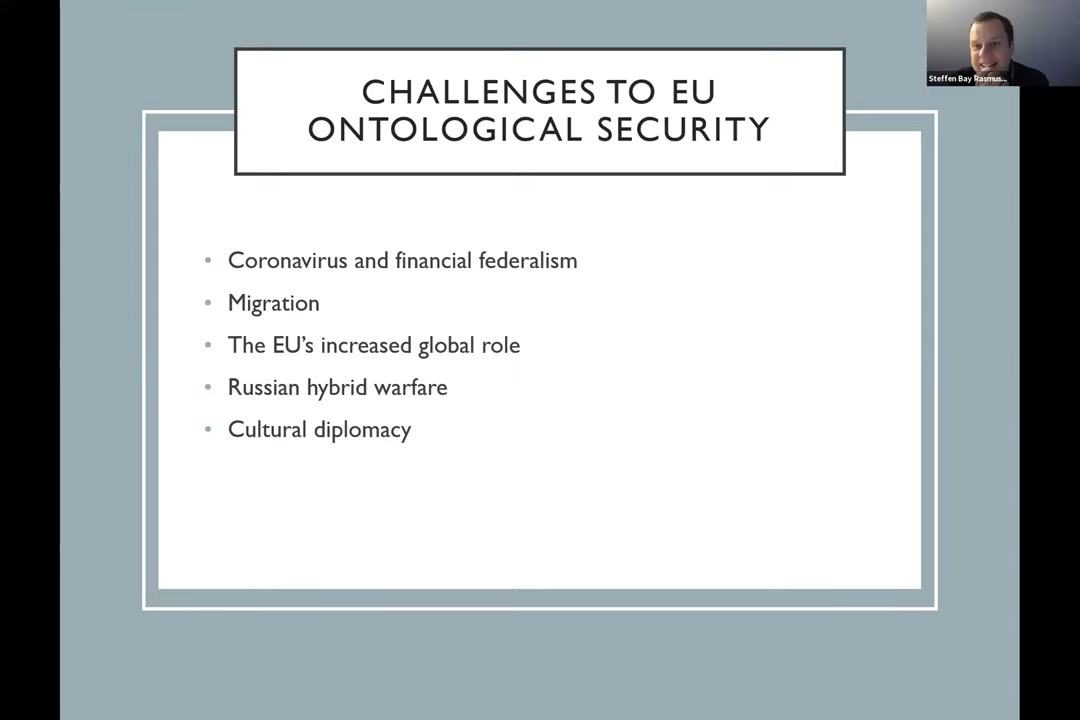 CHALLENGES TO EU
ONTOLOGICAL SECURITY
Steffen Bay Rasmus...
• Coronavirus and financial federalism
• Migration
• The EU's increased global role
• Russian hybrid warfare
• Cultural diplomacy